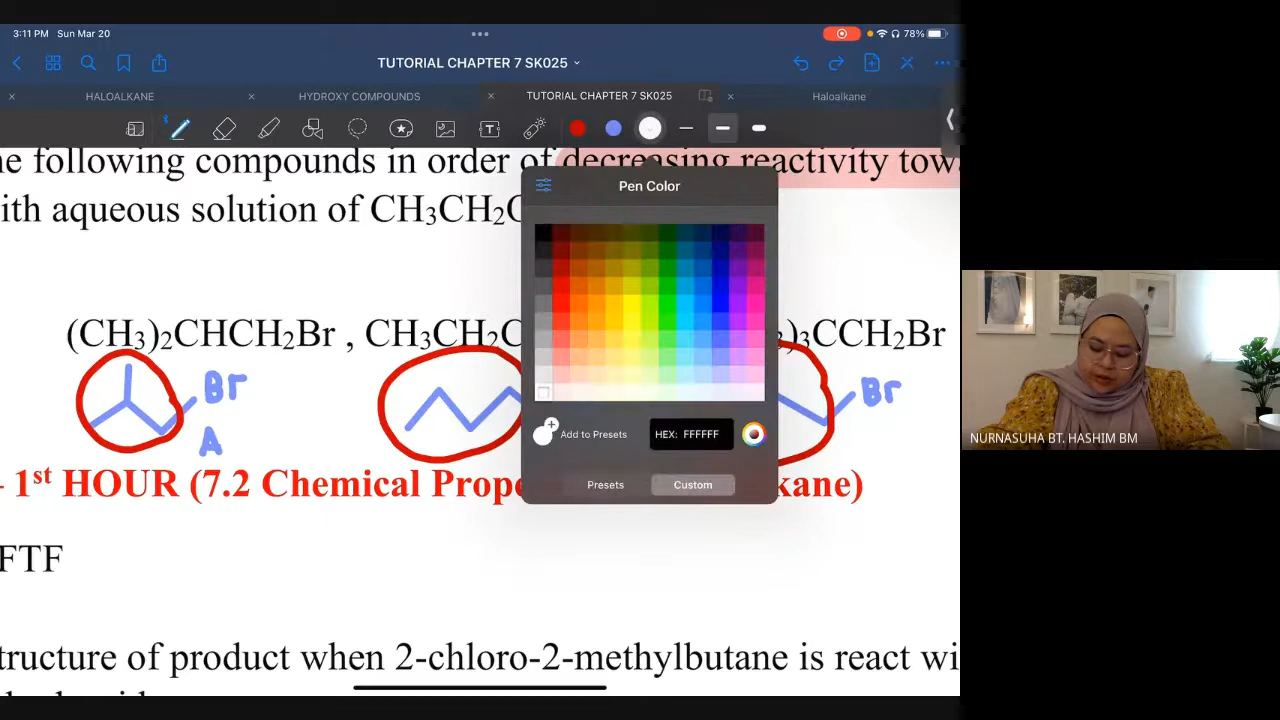 3:11 PM Sun Mar 20
78%
TUTORIAL CHAPTER 7 SK025
HALOALKANE
HYDROXY COMPOUNDS
TUTORIAL CHAPTER 7 SK025
Haloalkane
he following compounds in order of decreasing reactivity tow
ith aqueous solution of CH3CH2
Pen Color
(CH3)2CHCH2Br , CH3CH2
)3CCH2Br
Br
Br
A
Add to Presets
HEX: FFFFFF
Presets
Custom
- 1st HOUR (7.2 Chemical Prope
kane)
FTF
tructure of product when 2-chloro-2-methylbutane is react wi
NURNASUHA BT. HASHIM BM